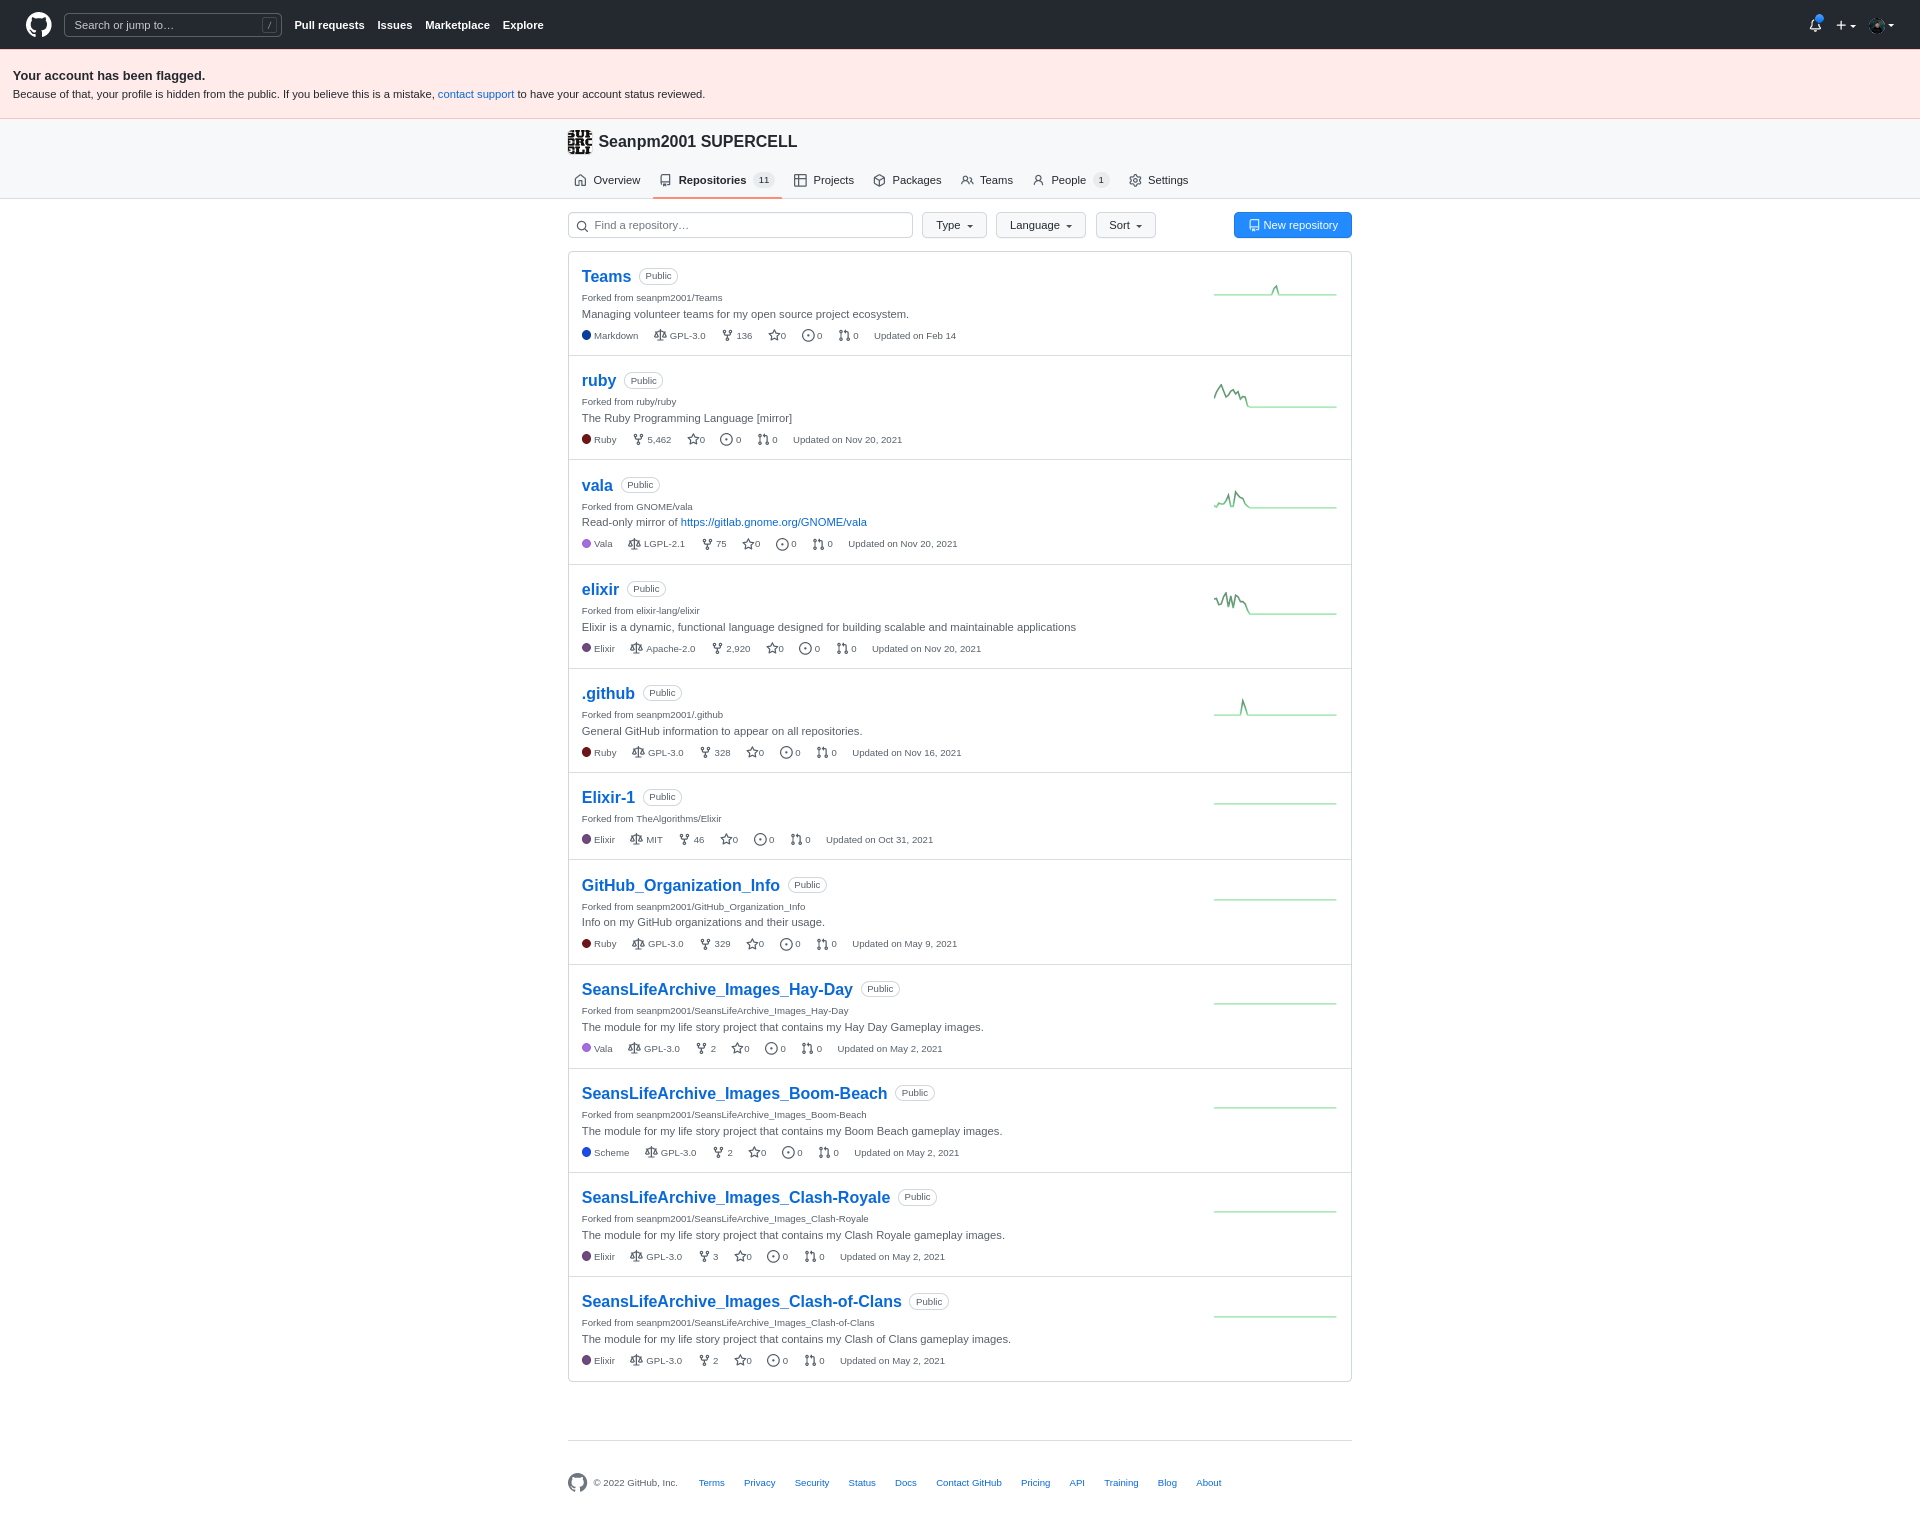 Search or jump to… /
Pull requests Issues Marketplace Explore
Your account has been flagged.
Because of that, your profile is hidden from the public. If you believe this is a mistake, contact support to have your account status reviewed.
Seanpm2001 SUPERCELL
Overview Repositories 11 Projects Packages Teams People 1 Settings
Find a repository… Type Language Sort New repository
Teams Public
Forked from seanpm2001/Teams
Managing volunteer teams for my open source project ecosystem.
Markdown GPL-3.0 136 0 0 0 Updated on Feb 14
ruby Public
Forked from ruby/ruby
The Ruby Programming Language [mirror]
Ruby 5,462 0 0 0 Updated on Nov 20, 2021
vala Public
Forked from GNOME/vala
Read-only mirror of https://gitlab.gnome.org/GNOME/vala
Vala LGPL-2.1 75 0 0 0 Updated on Nov 20, 2021
elixir Public
Forked from elixir-lang/elixir
Elixir is a dynamic, functional language designed for building scalable and maintainable applications
Elixir Apache-2.0 2,920 0 0 0 Updated on Nov 20, 2021
.github Public
Forked from seanpm2001/.github
General GitHub information to appear on all repositories.
Ruby GPL-3.0 328 0 0 0 Updated on Nov 16, 2021
Elixir-1 Public
Forked from TheAlgorithms/Elixir
Elixir MIT 46 0 0 0 Updated on Oct 31, 2021
GitHub_Organization_Info Public
Forked from seanpm2001/GitHub_Organization_Info
Info on my GitHub organizations and their usage.
Ruby GPL-3.0 329 0 0 0 Updated on May 9, 2021
SeansLifeArchive_Images_Hay-Day Public
Forked from seanpm2001/SeansLifeArchive_Images_Hay-Day
The module for my life story project that contains my Hay Day Gameplay images.
Vala GPL-3.0 2 0 0 0 Updated on May 2, 2021
SeansLifeArchive_Images_Boom-Beach Public
Forked from seanpm2001/SeansLifeArchive_Images_Boom-Beach
The module for my life story project that contains my Boom Beach gameplay images.
Scheme GPL-3.0 2 0 0 0 Updated on May 2, 2021
SeansLifeArchive_Images_Clash-Royale Public
Forked from seanpm2001/SeansLifeArchive_Images_Clash-Royale
The module for my life story project that contains my Clash Royale gameplay images.
Elixir GPL-3.0 3 0 0 0 Updated on May 2, 2021
SeansLifeArchive_Images_Clash-of-Clans Public
Forked from seanpm2001/SeansLifeArchive_Images_Clash-of-Clans
The module for my life story project that contains my Clash of Clans gameplay images.
Elixir GPL-3.0 2 0 0 0 Updated on May 2, 2021
© 2022 GitHub, Inc. Terms Privacy Security Status Docs Contact GitHub Pricing API Training Blog About